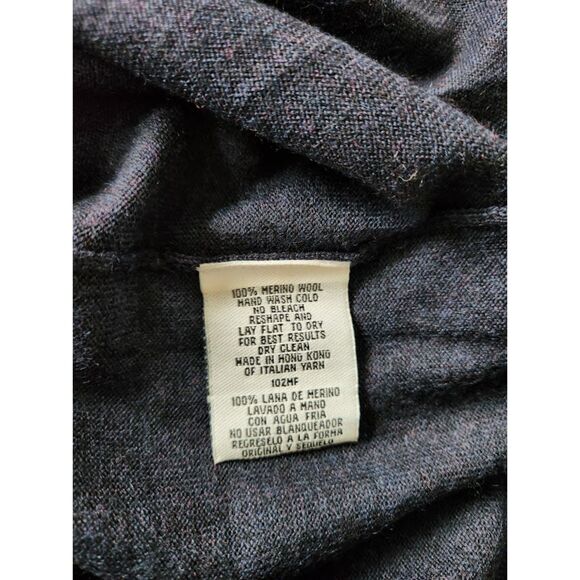 100% MERINO WOOL
HAND WASH COLD
NO BLEACH
RESHAPE AND
LAY FLAT TO DRY
FOR BEST RESULTS
DRY CLEAN
MADE IN HONG KONG
OF ITALIAN YARN
102MF
100% LANA DE MERINO
LAVADO A MANO
CON AGUA FRIA
NO USAR BLANQUEADOR
REGRESELO A LA FORMA
ORIGINAL Y SEQUELO